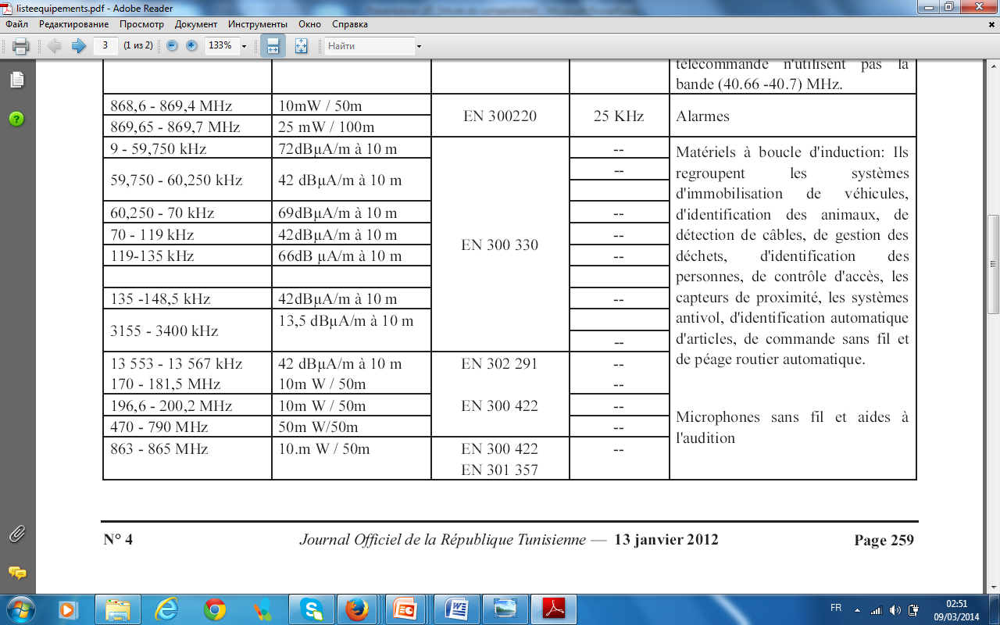 listeequipements.pdf - Adobe Reader
Файл Редактирование Просмотр Документ Инструменты Окно Справка
3 (1 из 2) 133% Найти
télécommande n'utilisent pas la
bande (40.66 -40.7) MHz.
868,6 - 869,4 MHz 10mW / 50m EN 300220 25 KHz Alarmes
869,65 - 869,7 MHz 25 mW / 100m
9 - 59,750 kHz 72dBµA/m à 10 m EN 300 330 --
59,750 - 60,250 kHz 42 dBµA/m à 10 m --
60,250 - 70 kHz 69dBµA/m à 10 m --
70 - 119 kHz 42dBµA/m à 10 m --
119-135 kHz 66dB µA/m à 10 m --
135 -148,5 kHz 42dBµA/m à 10 m --
3155 - 3400 kHz 13,5 dBµA/m à 10 m --
Matériels à boucle d'induction: Ils
regroupent les systèmes
d'immobilisation de véhicules,
d'identification des animaux, de
détection de câbles, de gestion des
déchets, d'identification des
personnes, de contrôle d'accès, les
capteurs de proximité, les systèmes
antivol, d'identification automatique
d'articles, de commande sans fil et
de péage routier automatique.
13 553 - 13 567 kHz 42 dBµA/m à 10 m EN 302 291 --
170 - 181,5 MHz 10m W / 50m --
196,6 - 200,2 MHz 10m W / 50m EN 300 422 --
470 - 790 MHz 50m W/50m --
Microphones sans fil et aides à
l'audition
863 - 865 MHz 10.m W / 50m EN 300 422 --
EN 301 357
N° 4 Journal Officiel de la République Tunisienne — 13 janvier 2012 Page 259
FR 02:51
09/03/2014